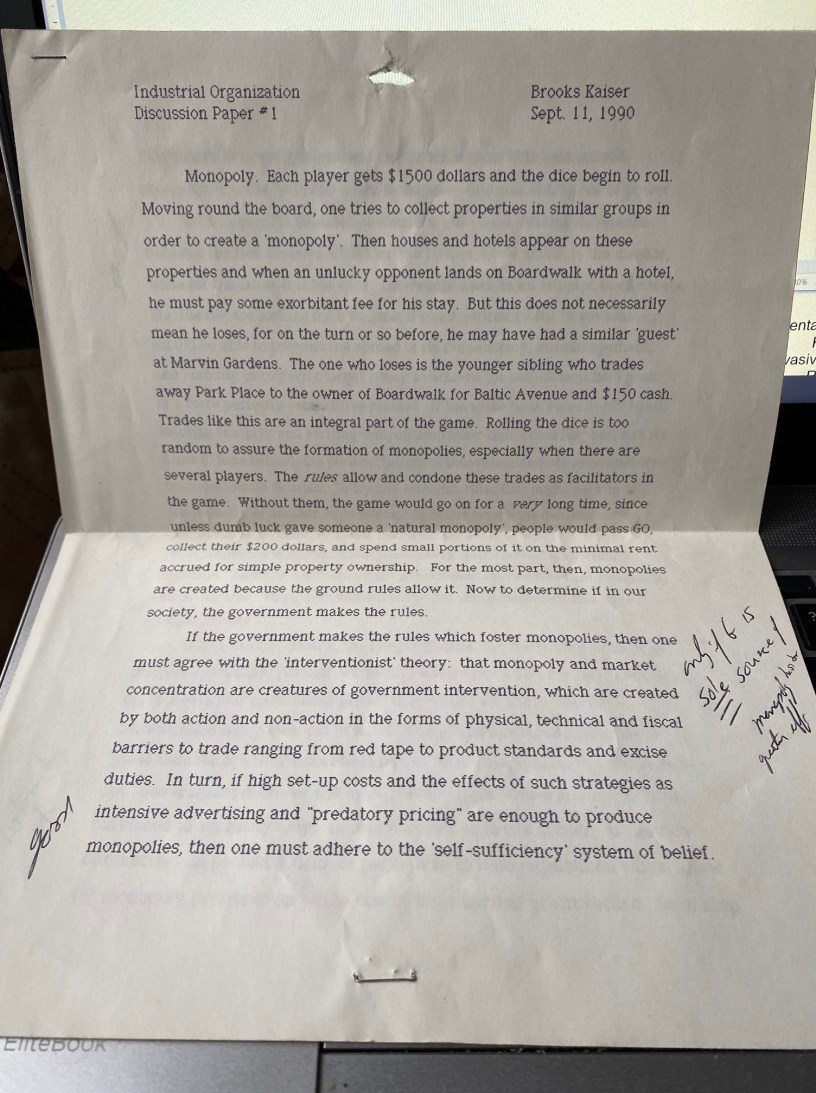 Industrial Organization
Discussion Paper #1
Brooks Kaiser
Sept. 11, 1990
Monopoly. Each player gets $1500 dollars and the dice begin to roll.
Moving round the board, one tries to collect properties in similar groups in
order to create a 'monopoly'. Then houses and hotels appear on these
properties and when an unlucky opponent lands on Boardwalk with a hotel,
he must pay some exorbitant fee for his stay. But this does not necessarily
mean he loses, for on the turn or so before, he may have had a similar 'guest'
at Marvin Gardens. The one who loses is the younger sibling who trades
away Park Place to the owner of Boardwalk for Baltic Avenue and $150 cash.
Trades like this are an integral part of the game. Rolling the dice is too
random to assure the formation of monopolies, especially when there are
several players. The rules allow and condone these trades as facilitators in
the game. Without them, the game would go on for a very long time, since
unless dumb luck gave someone a 'natural monopoly', people would pass GO,
collect their $200 dollars, and spend small portions of it on the minimal rent
accrued for simple property ownership. For the most part, then, monopolies
are created because the ground rules allow it. Now to determine if in our
society, the government makes the rules.
If the government makes the rules which foster monopolies, then one
must agree with the 'interventionist' theory: that monopoly and market
concentration are creatures of government intervention, which are created
by both action and non-action in the forms of physical, technical and fiscal
barriers to trade ranging from red tape to product standards and excise
duties. In turn, if high set-up costs and the effects of such strategies as
intensive advertising and "predatory pricing" are enough to produce
monopolies, then one must adhere to the 'self-sufficiency' system of belief.
only if G is
sole source of
good
EliteBook